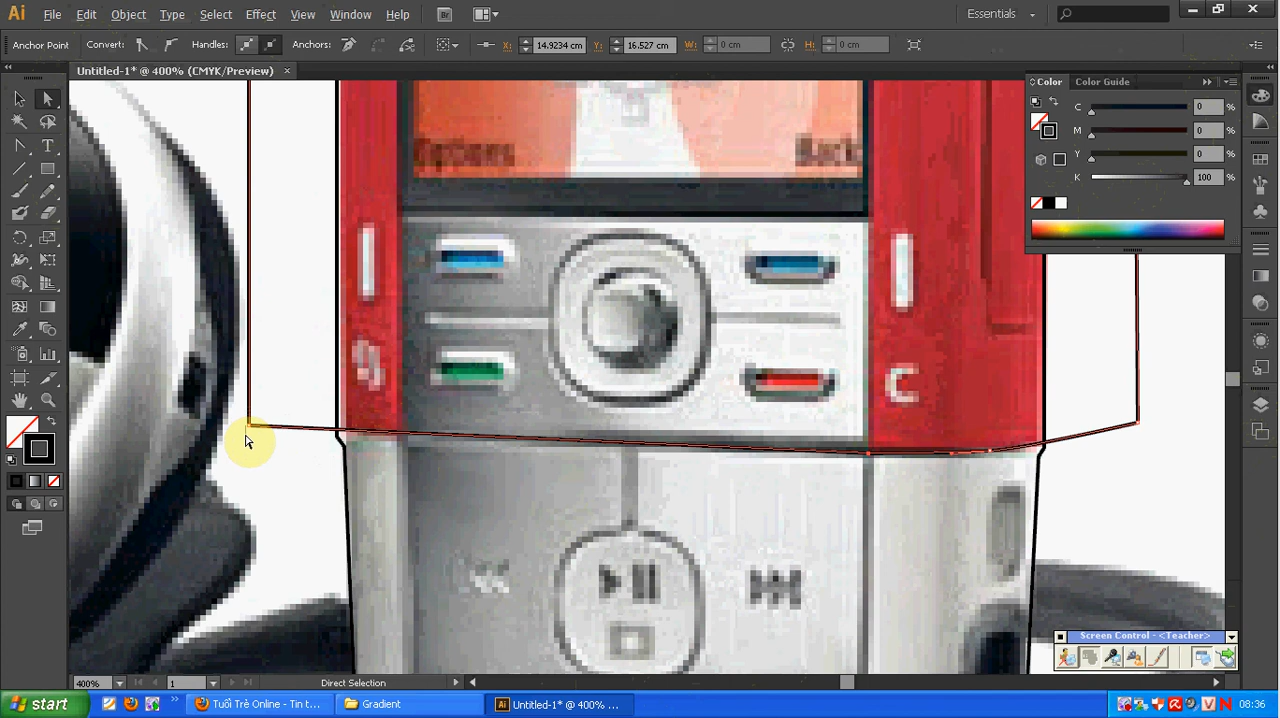 Ai File Edit Object Type Select Effect View Window Help Br Essentials
Anchor Point Convert: Handles: Anchors: X: 14.9234 cm Y: 16.527 cm W: 0 cm H: 0 cm
Untitled-1* @ 400% (CMYK/Preview)
Color Color Guide
C 0 %
M 0 %
Y 0 %
K 100 %
Options Back
C
Screen Control - <Teacher>
400% 1 Direct Selection
start Tuổi Trẻ Online - Tin t... Gradient Untitled-1* @ 400% ... 08:36